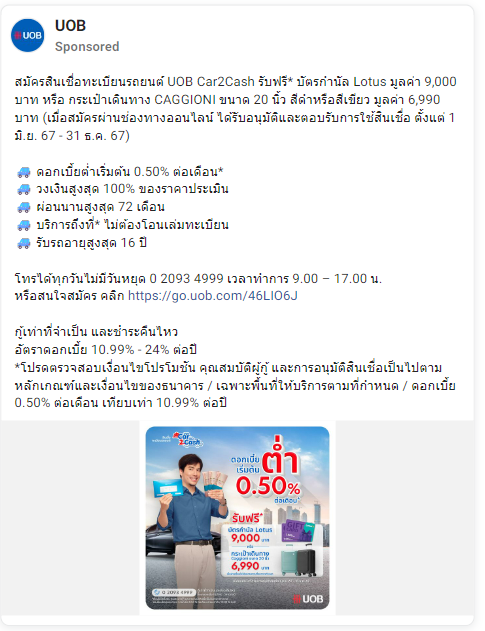 UOB
UOB
Sponsored
สมัครสินเชื่อทะเบียนรถยนต์ UOB Car2Cash รับฟรี* บัตรกำนัล Lotus มูลค่า 9,000
บาท หรือ กระเป๋าเดินทาง CAGGIONI ขนาด 20 นิ้ว สีดำหรือสีเขียว มูลค่า 6,990
บาท (เมื่อสมัครผ่านช่องทางออนไลน์ ได้รับอนุมัติและตอบรับการใช้สินเชื่อ ตั้งแต่ 1
มิ.ย. 67 - 31 ธ.ค. 67)
ดอกเบี้ยต่ำเริ่มต้น 0.50% ต่อเดือน*
วงเงินสูงสุด 100% ของราคาประเมิน
ผ่อนนานสูงสุด 72 เดือน
บริการถึงที่* ไม่ต้องโอนเล่มทะเบียน
รับรถอายุสูงสุด 16 ปี
โทรได้ทุกวันไม่มีวันหยุด 0 2093 4999 เวลาทำการ 9.00 – 17.00 น.
หรือสนใจสมัคร คลิก https://go.uob.com/46LIO6J
กู้เท่าที่จำเป็น และชำระคืนไหว
อัตราดอกเบี้ย 10.99% - 24% ต่อปี
*โปรดตรวจสอบเงื่อนไขโปรโมชัน คุณสมบัติผู้กู้ และการอนุมัติสินเชื่อเป็นไปตาม
หลักเกณฑ์และเงื่อนไขของธนาคาร / เฉพาะพื้นที่ให้บริการตามที่กำหนด / ดอกเบี้ย
0.50% ต่อเดือน เทียบเท่า 10.99% ต่อปี
Car2Cash
ดอกเบี้ย
เริ่มต้น
ต่ำ
0.50%
ต่อเดือน*
รับฟรี*
บัตรกำนัล Lotus
9,000 บาท
หรือ
กระเป๋าเดินทาง
Caggioni ขนาด 20 นิ้ว
6,990 บาท
0 2093 4999
UOB